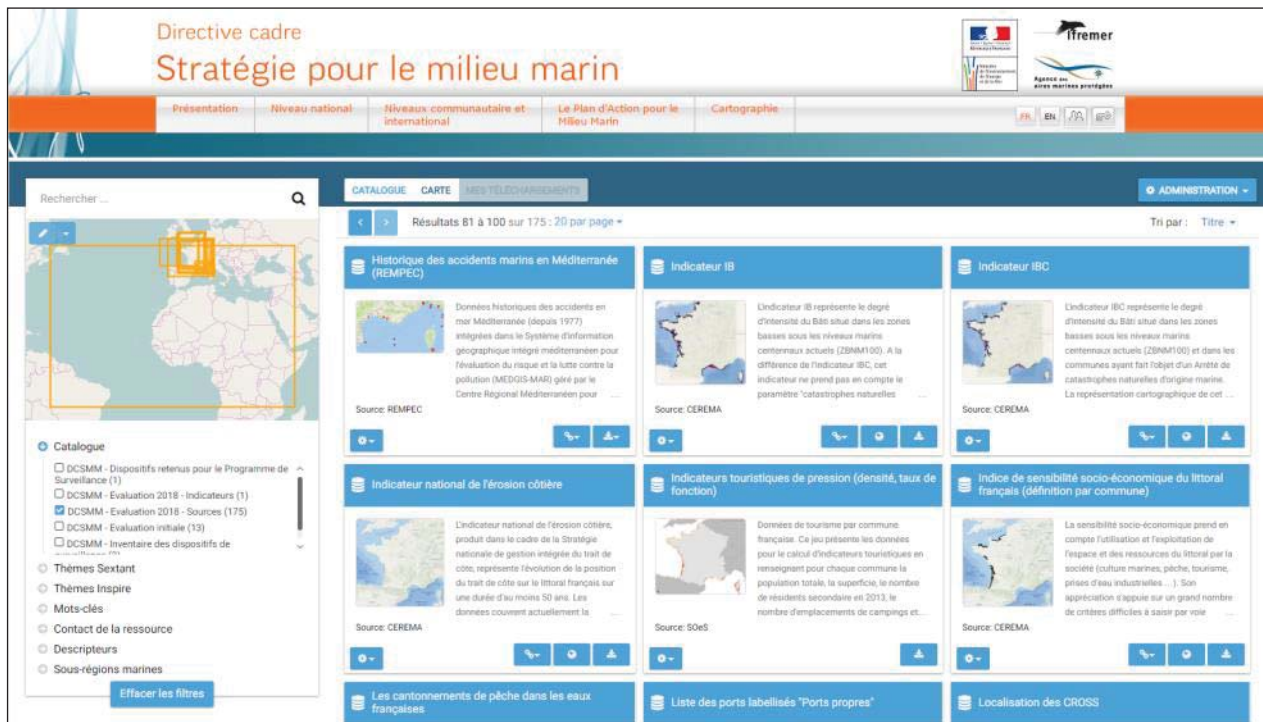 Directive cadre
Stratégie pour le milieu marin
Ifremer
Agence des
aires marines protégées
Présentation
Niveau national
Niveaux communautaire et
international
Le Plan d'Action pour le
Milieu Marin
Cartographie
FR
EN
Rechercher ...
CATALOGUE
CARTE
MES TÉLÉCHARGEMENTS
ADMINISTRATION
Résultats 81 à 100 sur 175 : 20 par page
Tri par : Titre
Historique des accidents marins en Méditerranée
(REMPEC)
Données historiques des accidents en
mer Méditerranée (depuis 1977)
intégrées dans le Système d'information
géographique intégré méditerranéen pour
l'évaluation du risque et la lutte contre la
pollution (MEDGIS-MAR) géré par le
Centre Régional Méditerranéen pour ...
Source: REMPEC
Indicateur IB
L'indicateur IB représente le degré
d'intensité du Bâti situé dans les zones
basses sous les niveaux marins
centennaux actuels (ZBNM100). A la
différence de l'indicateur IBC, cet
indicateur ne prend pas en compte le
paramètre "catastrophes naturelles ...
Source: CEREMA
Indicateur IBC
L'indicateur IBC représente le degré
d'intensité du Bâti situé dans les zones
basses sous les niveaux marins
centennaux actuels (ZBNM100) et dans les
communes ayant fait l'objet d'un Arrêté de
catastrophes naturelles d'origine marine.
La représentation cartographique de cet ...
Source: CEREMA
Catalogue
DCSMM - Dispositifs retenus pour le Programme de
Surveillance (1)
DCSMM - Evaluation 2018 - Indicateurs (1)
DCSMM - Evaluation 2018 - Sources (175)
DCSMM - Evaluation initiale (13)
DCSMM - Inventaire des dispositifs de
Thèmes Sextant
Thèmes Inspire
Mots-clés
Contact de la ressource
Descripteurs
Sous-régions marines
Effacer les filtres
Indicateur national de l'érosion côtière
L'indicateur national de l'érosion côtière,
produit dans le cadre de la Stratégie
nationale de gestion intégrée du trait de
côte, représente l'évolution de la position
du trait de côte sur le littoral français sur
une durée d'au moins 50 ans. Les
données couvrent actuellement la ...
Source: CEREMA
Indicateurs touristiques de pression (densité, taux de
fonction)
Données de tourisme par commune
française. Ce jeu présente les données
pour le calcul d'indicateurs touristiques en
renseignant pour chaque commune la
population totale, la superficie, le nombre
de résidents secondaire en 2013, le
nombre d'emplacements de campings et...
Source: SOeS
Indice de sensibilité socio-économique du littoral
français (définition par commune)
La sensibilité socio-économique prend en
compte l'utilisation et l'exploitation de
l'espace et des ressources du littoral par la
société (culture marines, pêche, tourisme,
prises d'eau industrielles ... ). Son
appréciation s'appuie sur un grand nombre
de critères difficiles à saisir par voie ...
Source: CEREMA
Les cantonnements de pêche dans les eaux
françaises
Liste des ports labellisés "Ports propres"
Localisation des CROSS